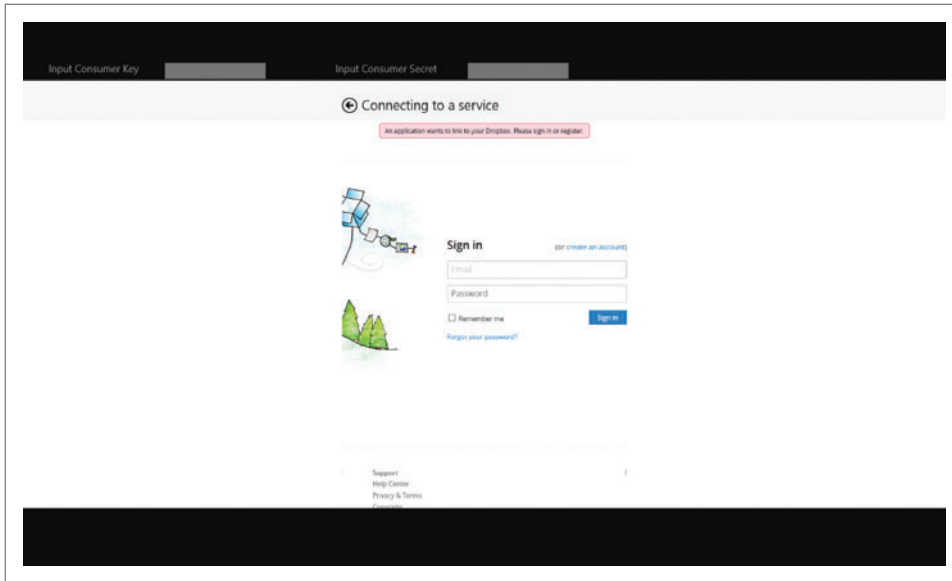 Input Consumer Key Input Consumer Secret
Connecting to a service
An application wants to link to your Dropbox. Please sign in or register.
Sign in (or create an account)
Email
Password
Remember me Sign in
Forgot your password?
Support
Help Center
Privacy & Terms
Copyright